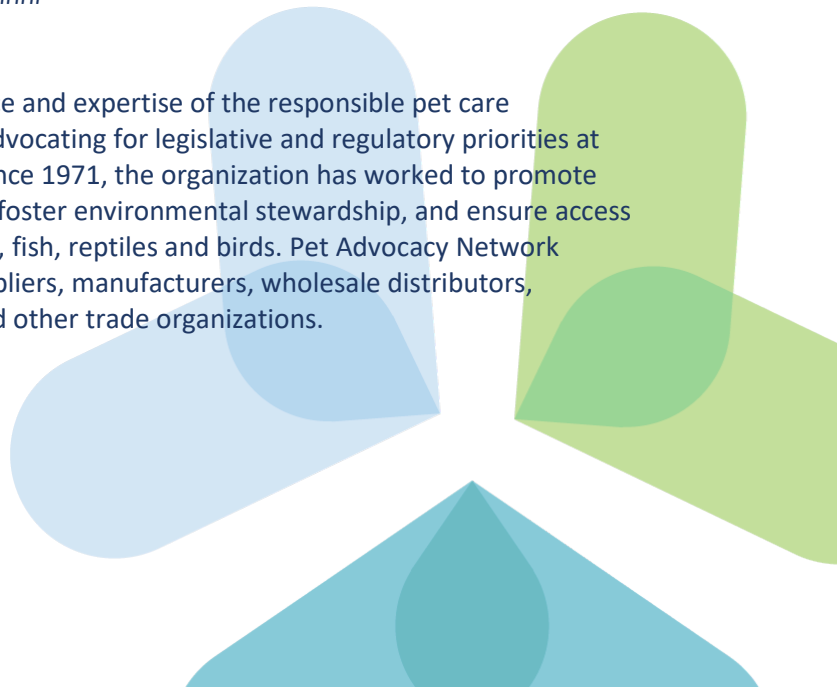 e and expertise of the responsible pet care
dvocating for legislative and regulatory priorities at
nce 1971, the organization has worked to promote
foster environmental stewardship, and ensure access
, fish, reptiles and birds. Pet Advocacy Network
pliers, manufacturers, wholesale distributors,
d other trade organizations.